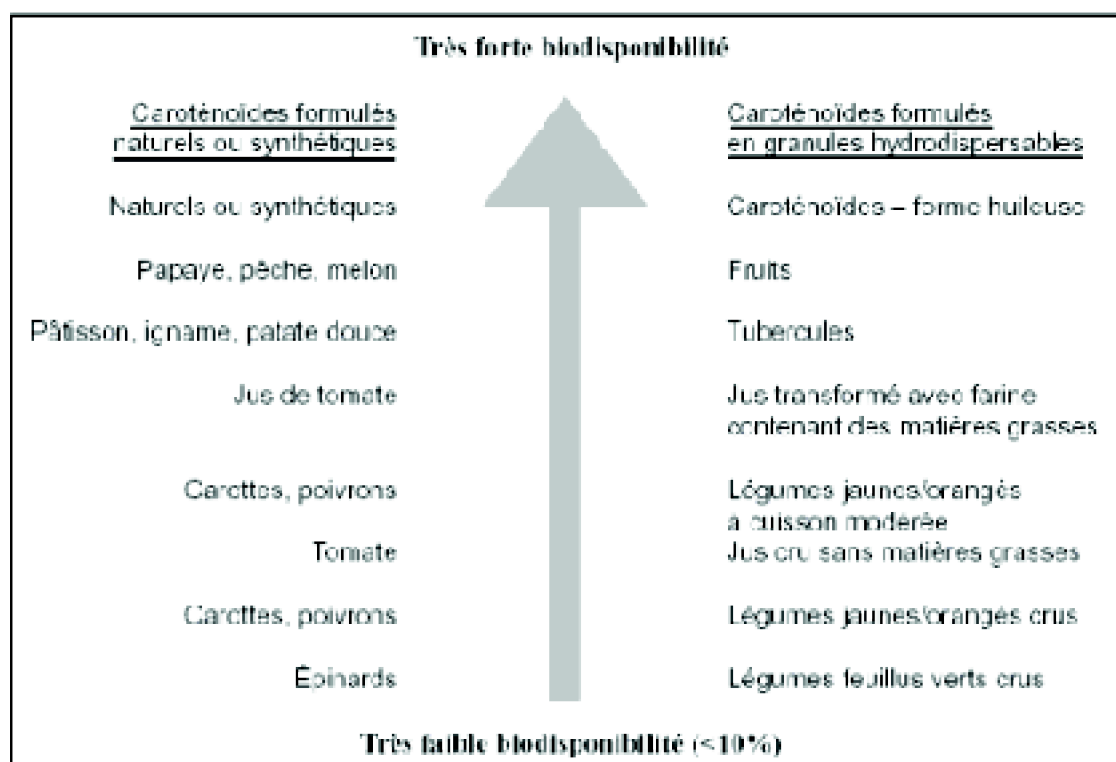 Très forte biodisponibilité
Caroténoïdes formulés
naturels ou synthétiques
Caroténoïdes formulés
en granules hydrodispersables
Naturels ou synthétiques
Caroténoïdes – forme huileuse
Papaye, pêche, melon
Fruits
Pâtisson, igname, patate douce
Tubercules
Jus de tomate
Jus transformé avec farine
contenant des matières grasses
Carottes, poivrons
Légumes jaunes/orangés
à cuisson modérée
Tomate
Jus cru sans matières grasses
Carottes, poivrons
Légumes jaunes/orangés crus
Épinards
Légumes feuillus verts crus
Très faible biodisponibilité (<10%)